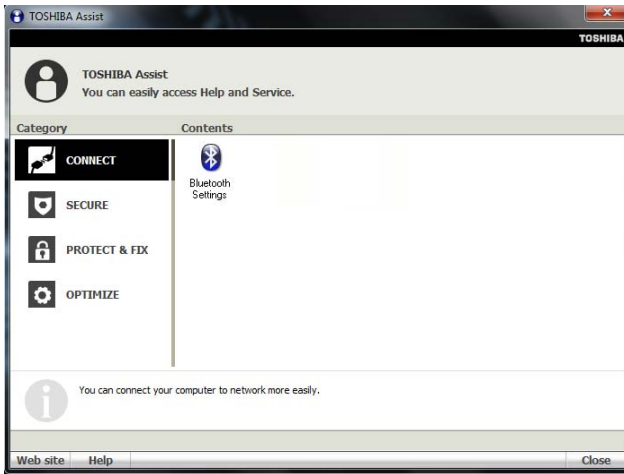 TOSHIBA Assist
TOSHIBA
TOSHIBA Assist
You can easily access Help and Service.
Category
Contents
CONNECT
SECURE
PROTECT & FIX
OPTIMIZE
Bluetooth
Settings
You can connect your computer to network more easily.
Web site
Help
Close